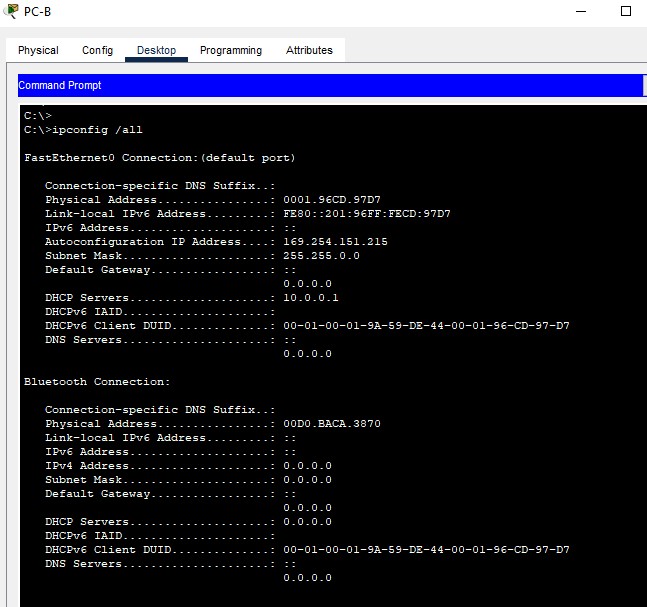 PC-B
Physical Config Desktop Programming Attributes
Command Prompt
C:\>
C:\>ipconfig /all
FastEthernet0 Connection:(default port)
Connection-specific DNS Suffix..:
Physical Address................: 0001.96CD.97D7
Link-local IPv6 Address.........: FE80::201:96FF:FECD:97D7
IPv6 Address....................: ::
Autoconfiguration IP Address....: 169.254.151.215
Subnet Mask.....................: 255.255.0.0
Default Gateway.................: ::
0.0.0.0
DHCP Servers....................: 10.0.0.1
DHCPv6 IAID.....................:
DHCPv6 Client DUID..............: 00-01-00-01-9A-59-DE-44-00-01-96-CD-97-D7
DNS Servers.....................: ::
0.0.0.0
Bluetooth Connection:
Connection-specific DNS Suffix..:
Physical Address................: 00D0.BACA.3870
Link-local IPv6 Address.........: ::
IPv6 Address....................: ::
IPv4 Address....................: 0.0.0.0
Subnet Mask.....................: 0.0.0.0
Default Gateway.................: ::
0.0.0.0
DHCP Servers....................: 0.0.0.0
DHCPv6 IAID.....................:
DHCPv6 Client DUID..............: 00-01-00-01-9A-59-DE-44-00-01-96-CD-97-D7
DNS Servers.....................: ::
0.0.0.0